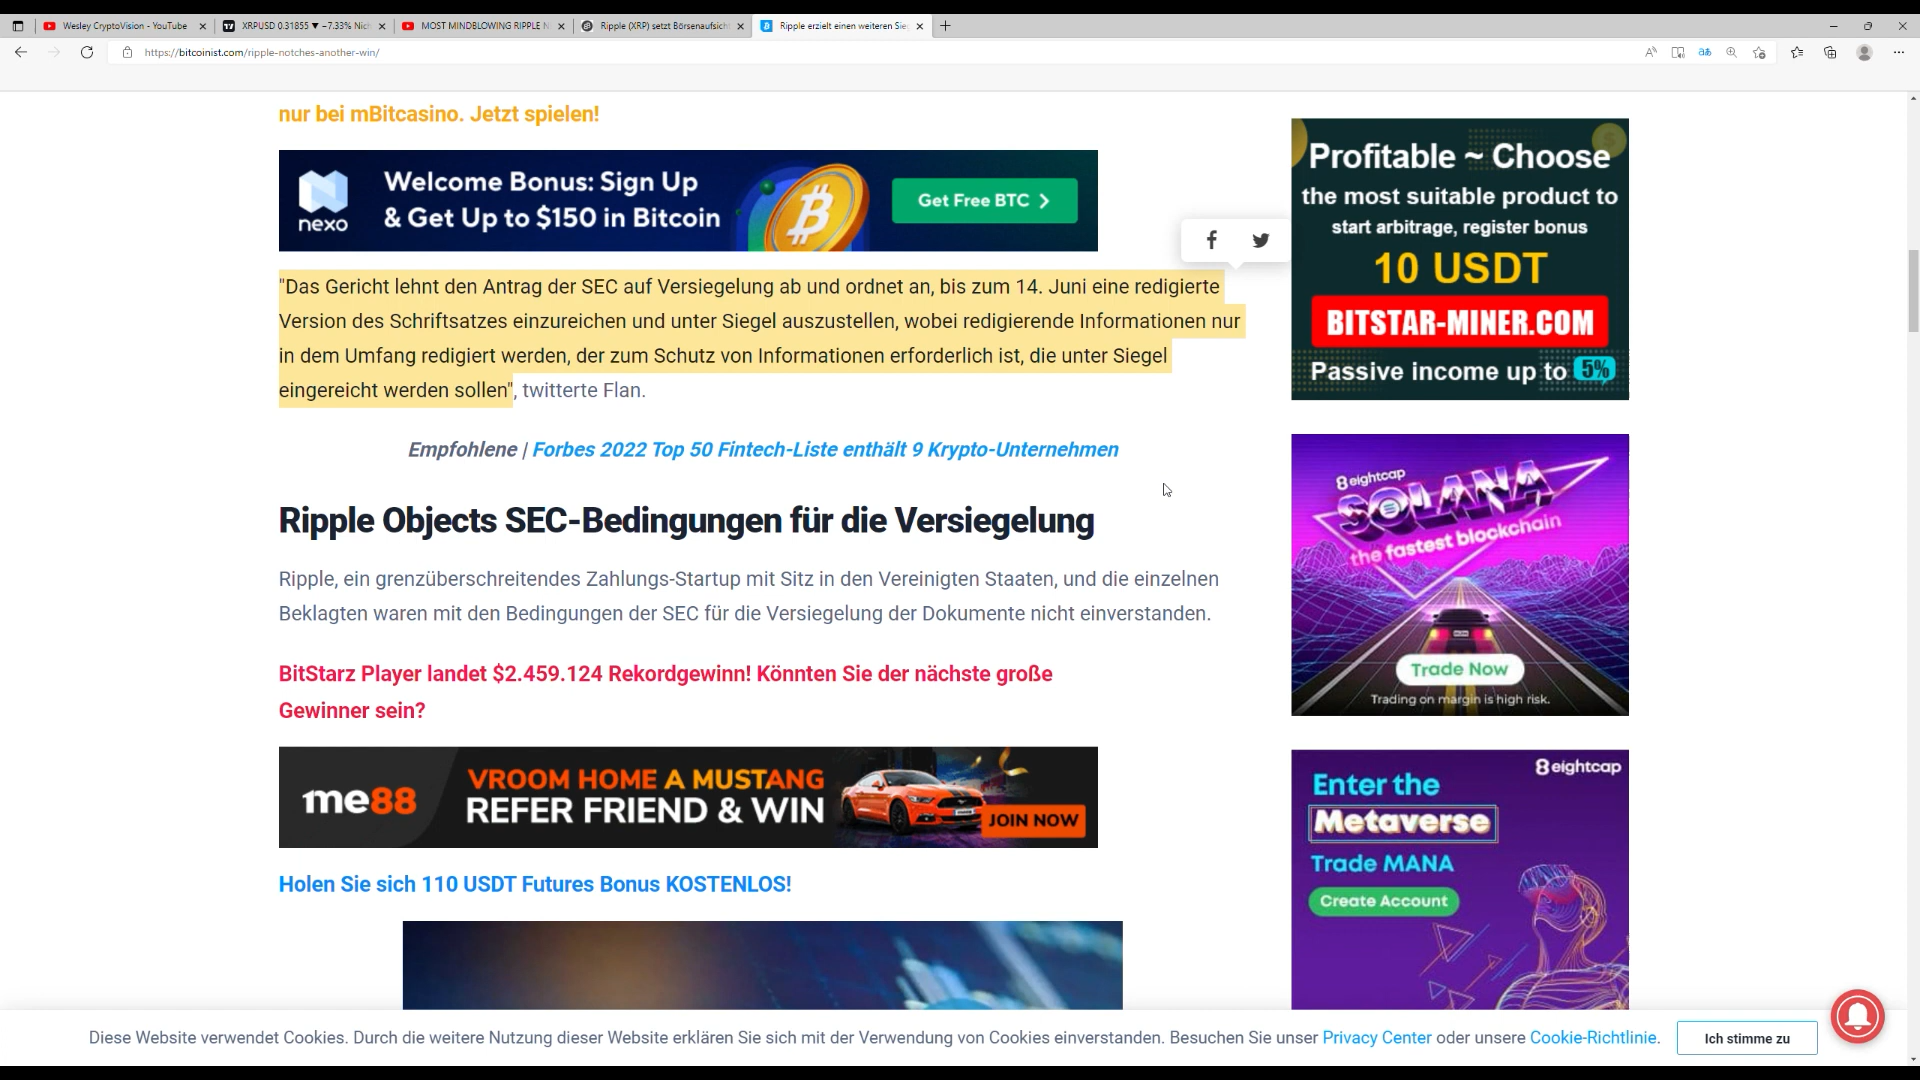 Wesley CryptoVision - YouTube
XRPUSD 0.31855 ▼ −7.33%
MOST MINDBLOWING RIPPLE
Ripple (XRP) setzt Börsenaufsich
Ripple erzielt einen weiteren Sie
https://bitcoinist.com/ripple-notches-another-win/
nur bei mBitcasino. Jetzt spielen!
nexo
Welcome Bonus: Sign Up
& Get Up to $150 in Bitcoin
Get Free BTC >
"Das Gericht lehnt den Antrag der SEC auf Versiegelung ab und ordnet an, bis zum 14. Juni eine redigierte
Version des Schriftsatzes einzureichen und unter Siegel auszustellen, wobei redigierende Informationen nur
in dem Umfang redigiert werden, der zum Schutz von Informationen erforderlich ist, die unter Siegel
eingereicht werden sollen", twitterte Flan.
Empfohlene | Forbes 2022 Top 50 Fintech-Liste enthält 9 Krypto-Unternehmen
Ripple Objects SEC-Bedingungen für die Versiegelung
Ripple, ein grenzüberschreitendes Zahlungs-Startup mit Sitz in den Vereinigten Staaten, und die einzelnen
Beklagten waren mit den Bedingungen der SEC für die Versiegelung der Dokumente nicht einverstanden.
BitStarz Player landet $2.459.124 Rekordgewinn! Könnten Sie der nächste große
Gewinner sein?
me88
VROOM HOME A MUSTANG
REFER FRIEND & WIN
JOIN NOW
Holen Sie sich 110 USDT Futures Bonus KOSTENLOS!
Profitable ~ Choose
the most suitable product to
start arbitrage, register bonus
10 USDT
BITSTAR-MINER.COM
Passive income up to 5%
8 eightcap
SOLANA
the fastest blockchain
Trade Now
Trading on margin is high risk.
8 eightcap
Enter the
Metaverse
Trade MANA
Create Account
Diese Website verwendet Cookies. Durch die weitere Nutzung dieser Website erklären Sie sich mit der Verwendung von Cookies einverstanden. Besuchen Sie unser Privacy Center oder unsere Cookie-Richtlinie.
Ich stimme zu